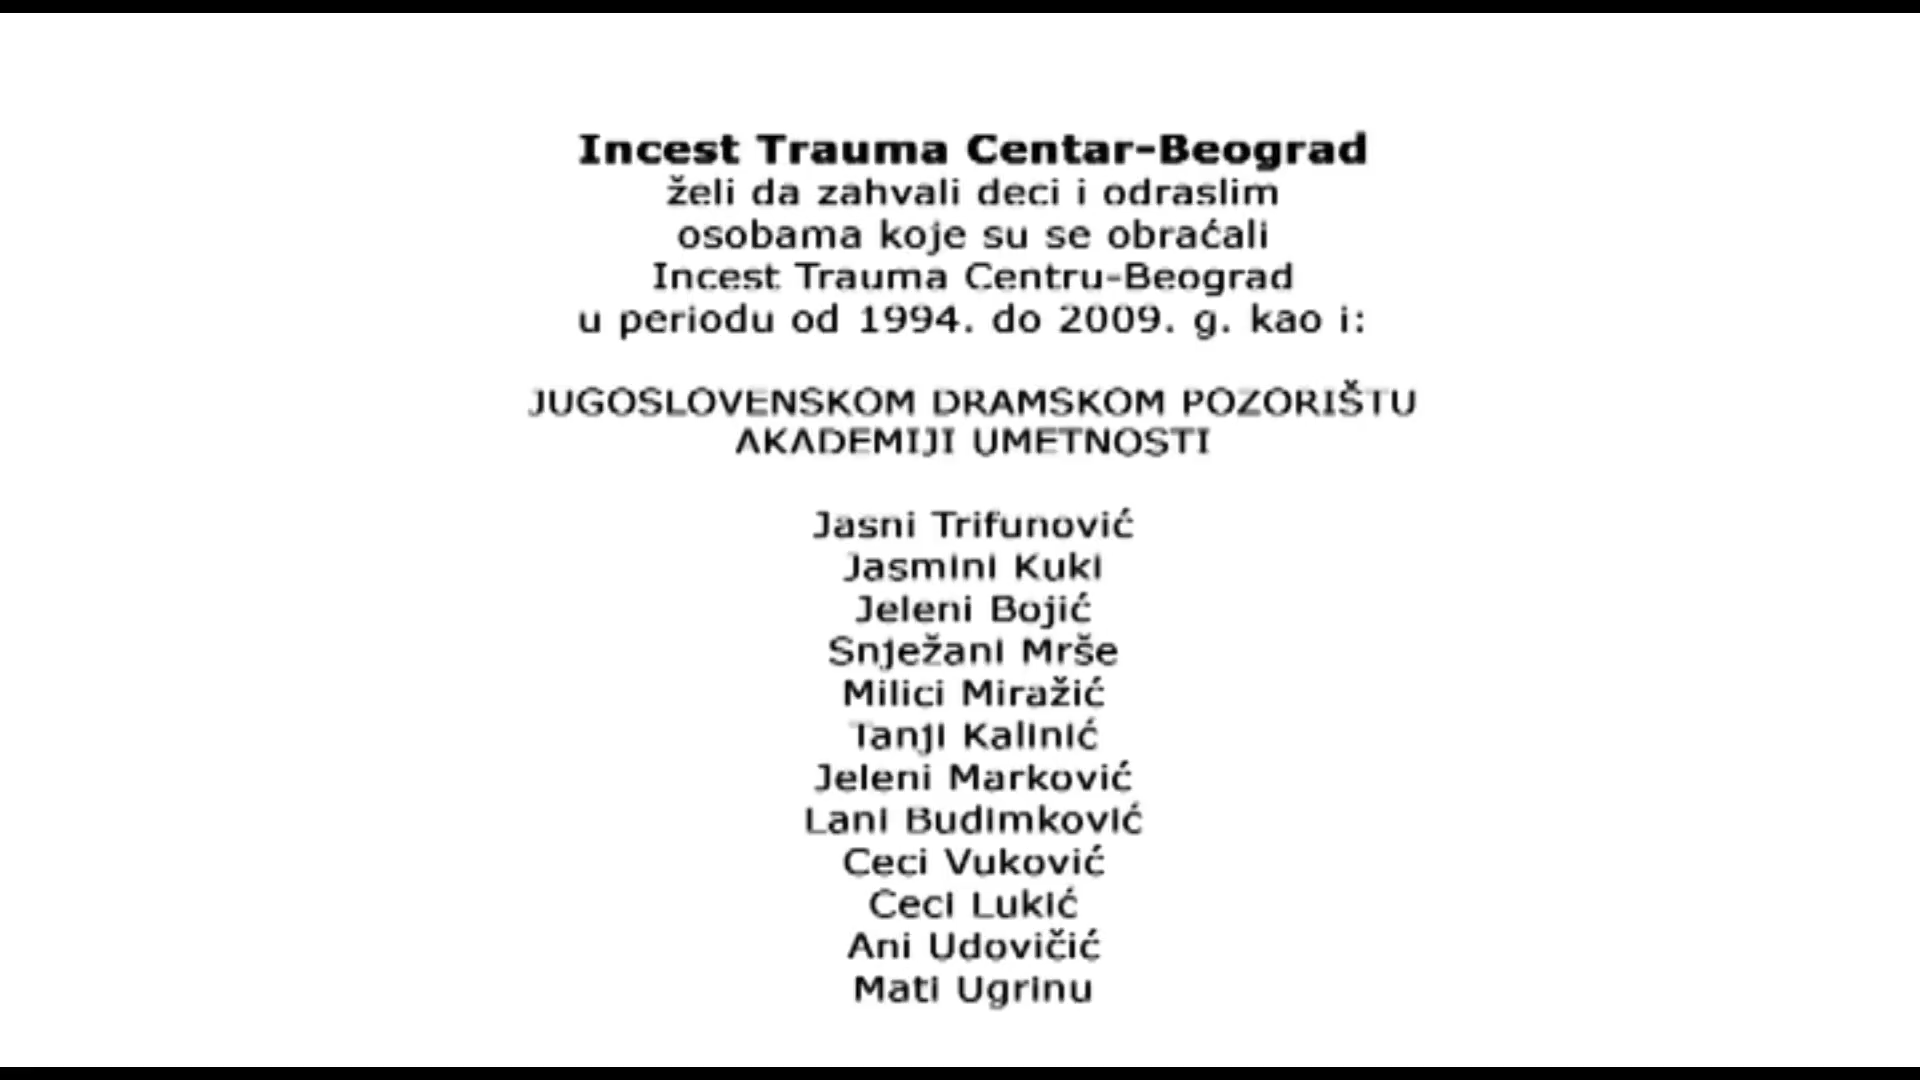 Incest Trauma Centar-Beograd
želi da zahvali deci i odraslim
osobama koje su se obraćali
Incest Trauma Centru-Beograd
u periodu od 1994. do 2009. g. kao i:
JUGOSLOVENSKOM DRAMSKOM POZORIŠTU
AKADEMIJI UMETNOSTI
Jasni Trifunović
Jasmini Kuki
Jeleni Bojić
Snježani Mrše
Milici Miražić
Tanji Kalinić
Jeleni Marković
Lani Budimković
Ceci Vuković
Ceci Lukić
Ani Udovičić
Mati Ugrinu